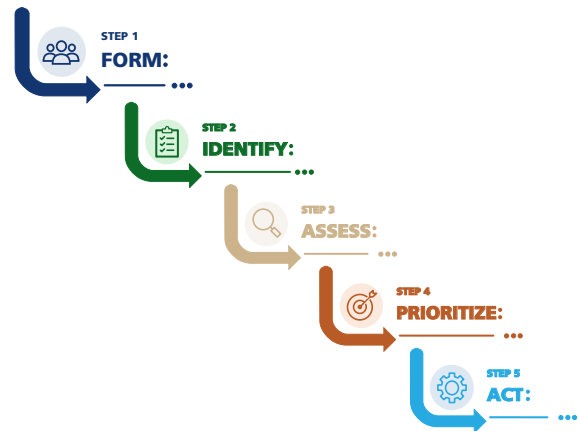 STEP 1
FORM:
STEP 2
IDENTIFY:
STEP 3
ASSESS:
STEP 4
PRIORITIZE:
STEP 5
ACT: